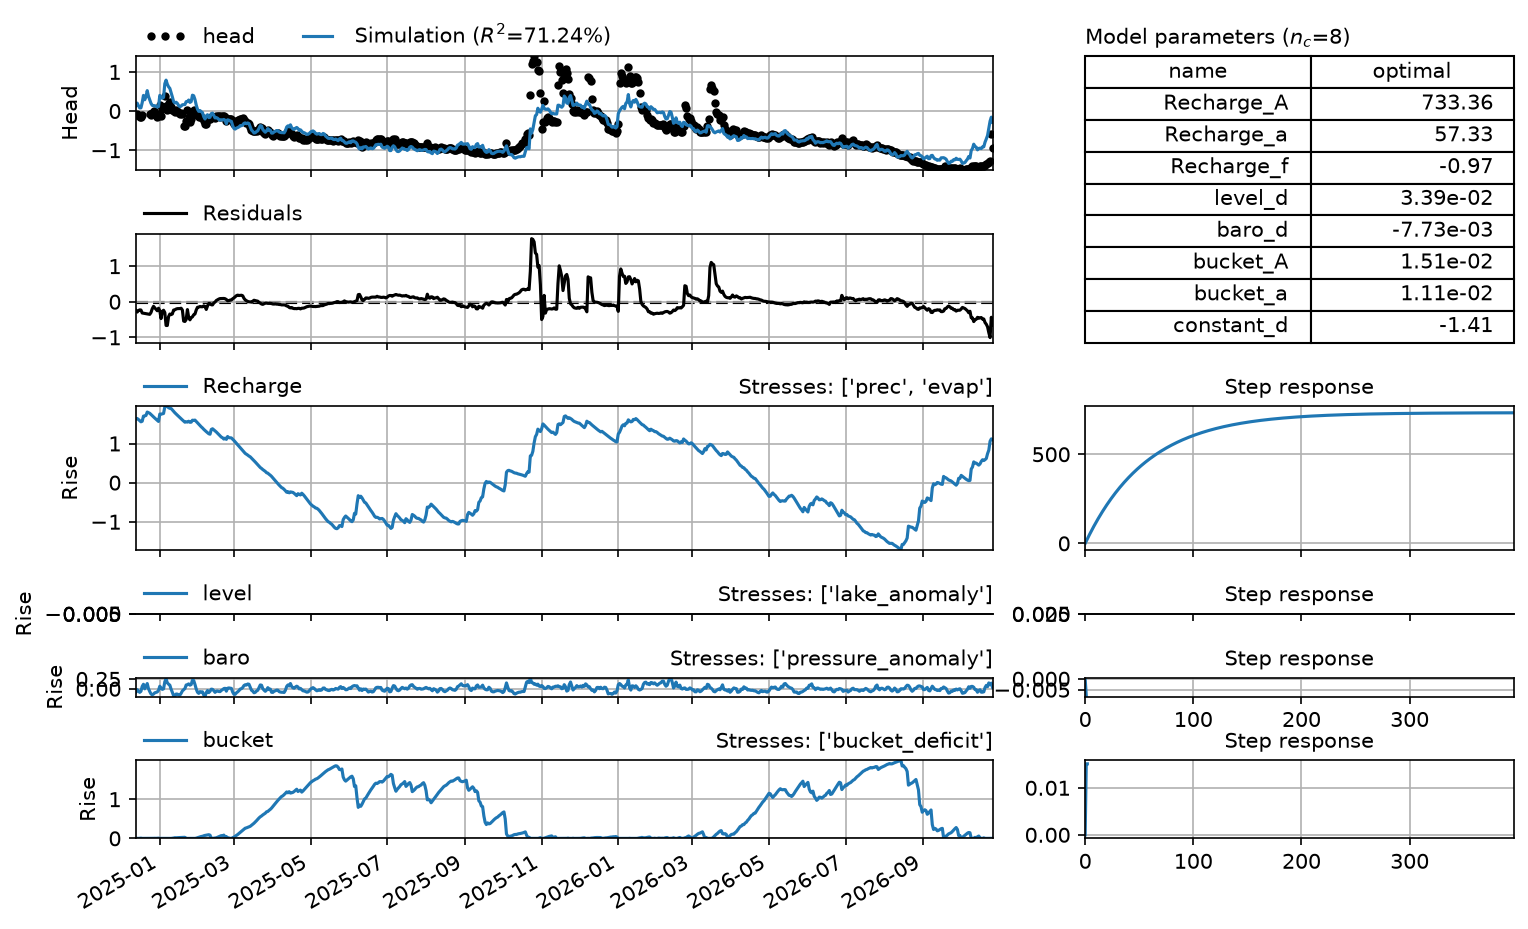 head
Simulation (R²=71.24%)
Head
1
0
−1
Residuals
1
0
−1
Recharge
Stresses: ['prec', 'evap']
Rise
1
0
−1
level
Stresses: ['lake_anomaly']
Rise
baro
Stresses: ['pressure_anomaly']
Rise
0.25
0.00
bucket
Stresses: ['bucket_deficit']
Rise
1
0
2025-01
2025-03
2025-05
2025-07
2025-09
2025-11
2026-01
2026-03
2026-05
2026-07
2026-09
Model parameters (n_c=8)
name optimal
Recharge_A 733.36
Recharge_a 57.33
Recharge_f -0.97
level_d 3.39e-02
baro_d -7.73e-03
bucket_A 1.51e-02
bucket_a 1.11e-02
constant_d -1.41
Step response
500
0
Step response
Step response
0.000
−0.005
0 100 200 300
Step response
0.01
0.00
0 100 200 300